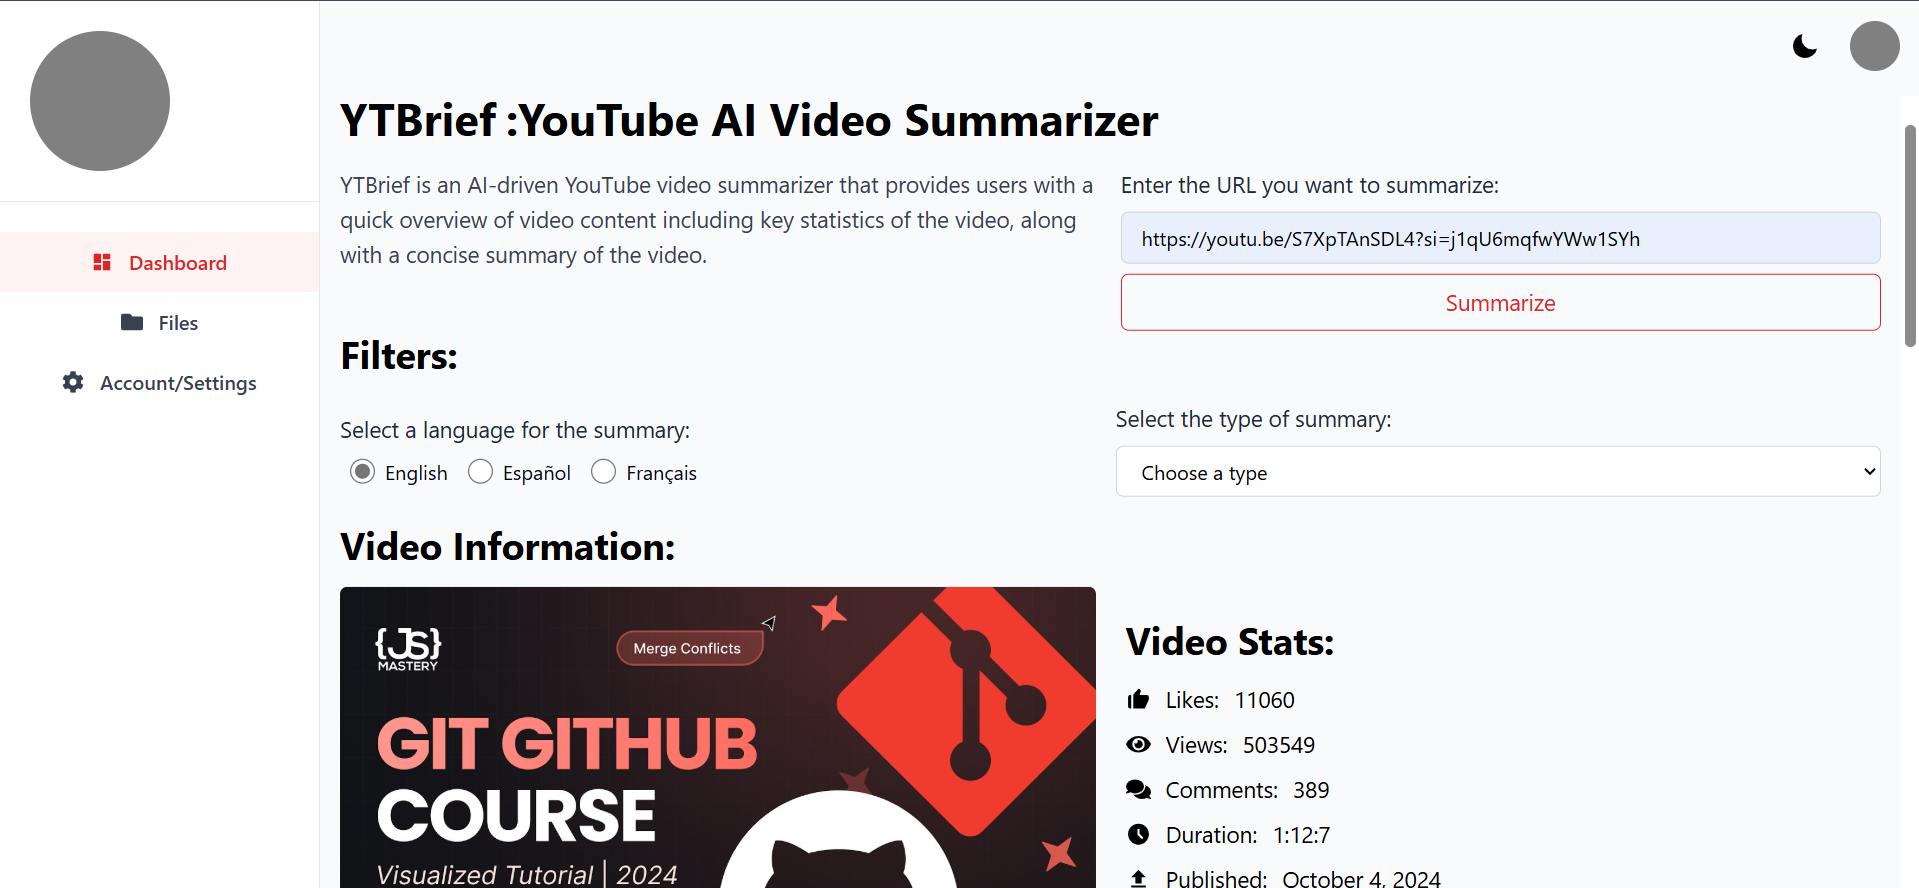 YTBrief :YouTube AI Video Summarizer
YTBrief is an AI-driven YouTube video summarizer that provides users with a
quick overview of video content including key statistics of the video, along
with a concise summary of the video.
Enter the URL you want to summarize:
https://youtu.be/S7XpTAnSDL4?si=j1qU6mqfwYWw1SYh
Summarize
Dashboard
Files
Account/Settings
Filters:
Select a language for the summary:
English Español Français
Select the type of summary:
Choose a type
Video Information:
{JS}
MASTERY
Merge Conflicts
GIT GITHUB
COURSE
Visualized Tutorial | 2024
Video Stats:
Likes: 11060
Views: 503549
Comments: 389
Duration: 1:12:7
Published: October 4, 2024